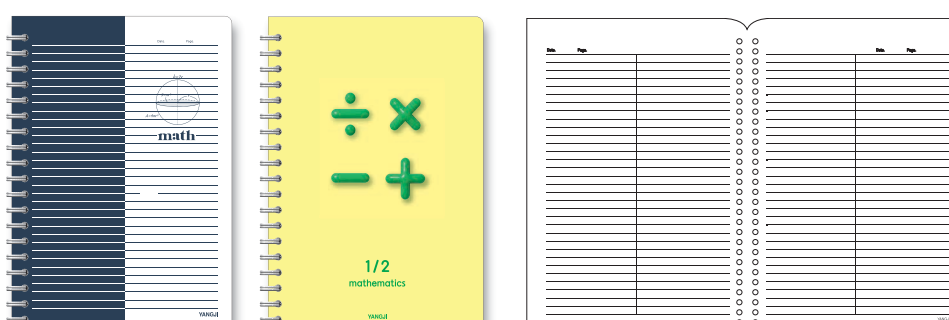 Date. Page.
math
YANGJI
1/2
mathematics
YANGJI
Date. Page.
Date. Page.